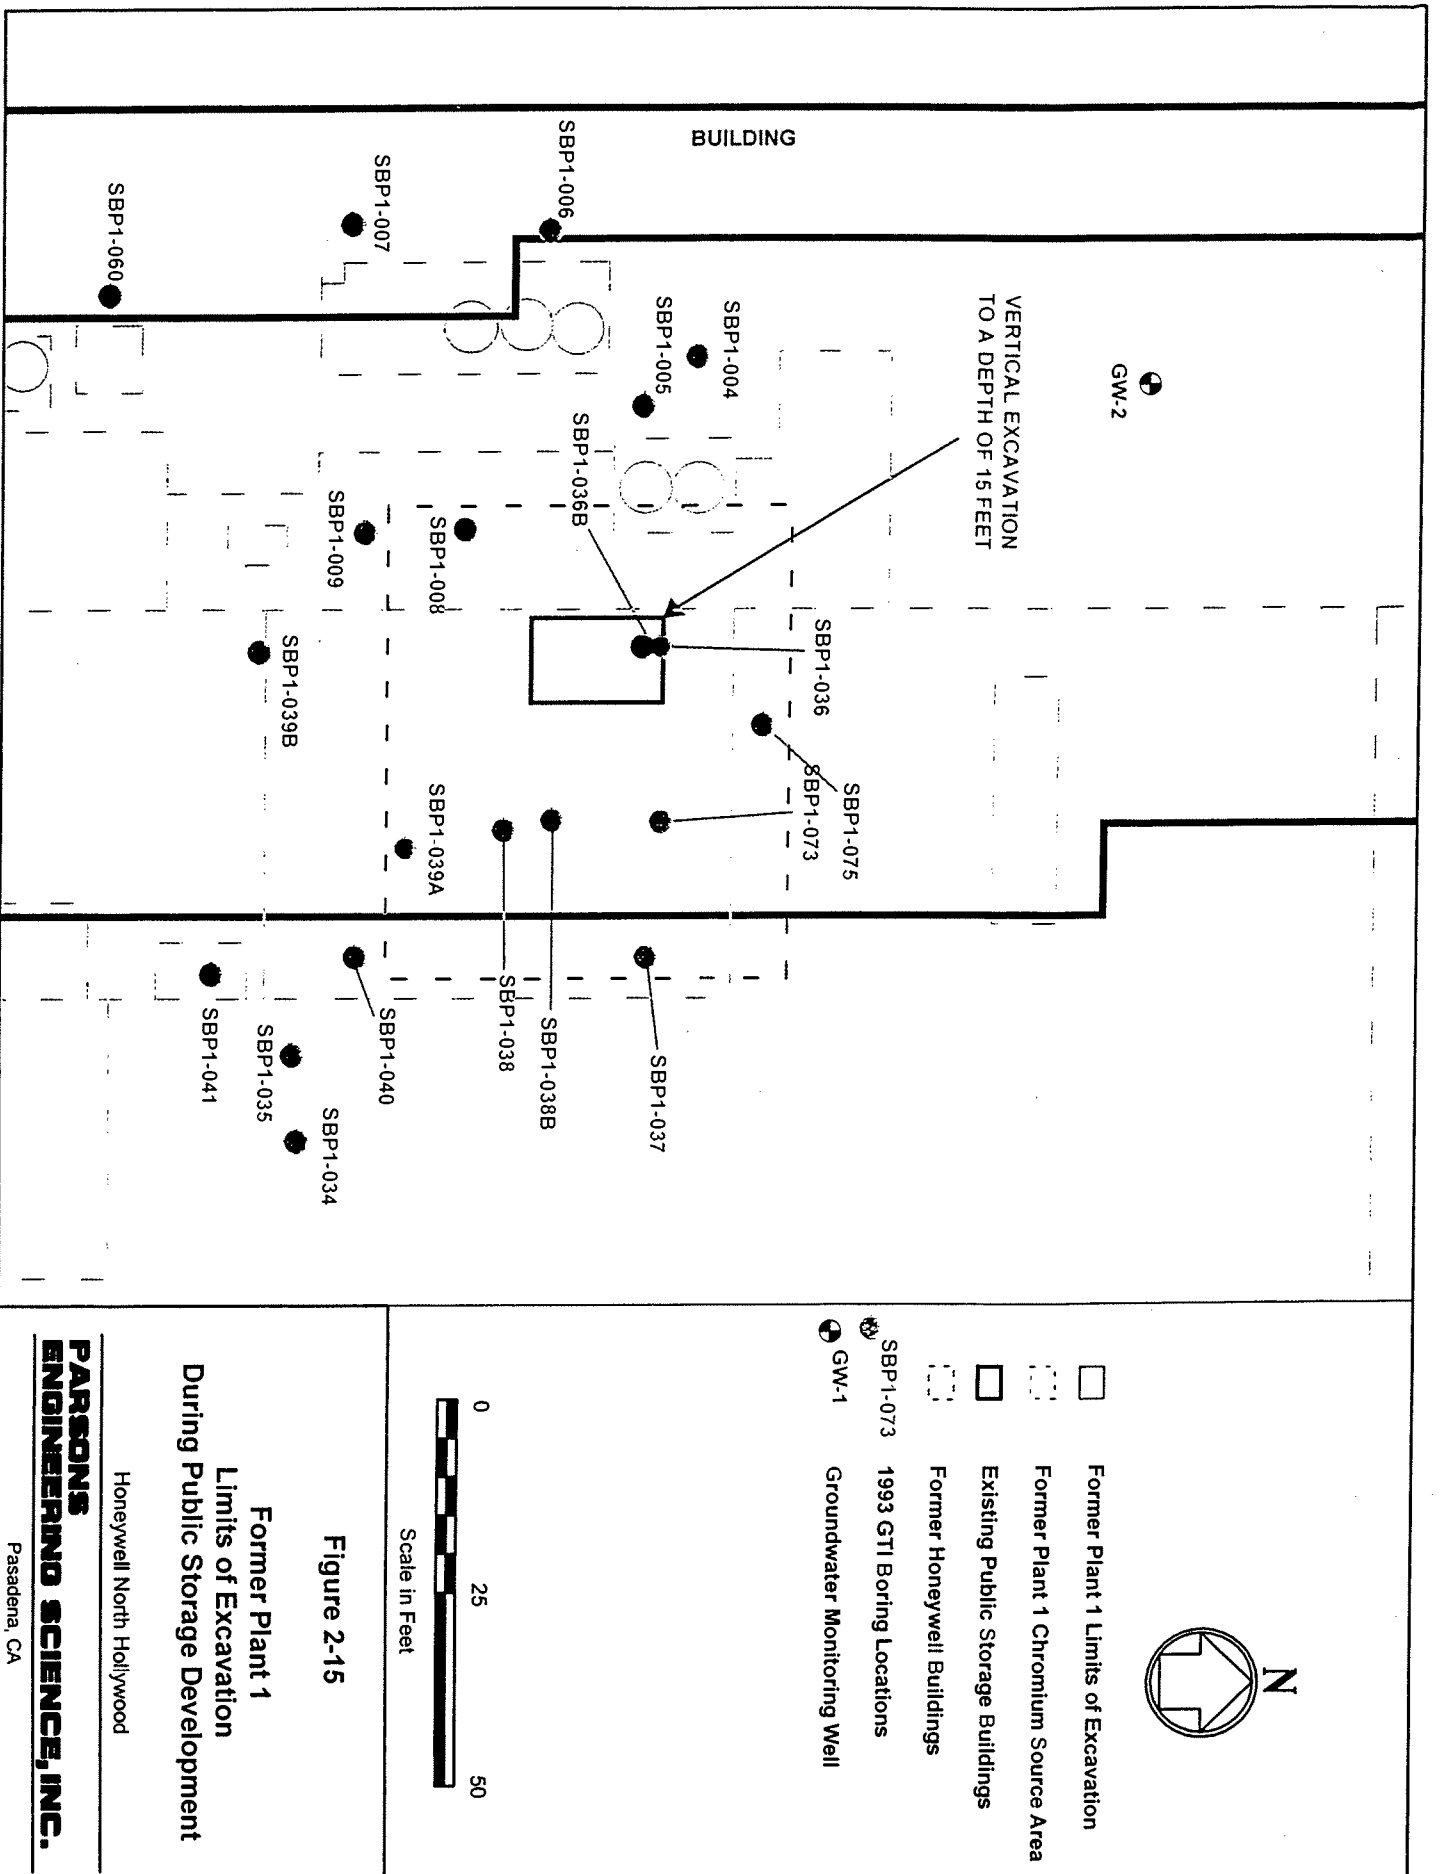 BUILDING
SBP1-006
SBP1-007
SBP1-060
VERTICAL EXCAVATION
TO A DEPTH OF 15 FEET
GW-2
SBP1-004
SBP1-005
SBP1-036B
SBP1-008
SBP1-009
SBP1-036
SBP1-039B
SBP1-075
SBP1-073
SBP1-039A
SBP1-037
SBP1-038B
SBP1-038
SBP1-040
SBP1-041
SBP1-035
SBP1-034
N
Former Plant 1 Limits of Excavation
Former Plant 1 Chromium Source Area
Existing Public Storage Buildings
Former Honeywell Buildings
SBP1-073 1993 GTI Boring Locations
GW-1 Groundwater Monitoring Well
0 25 50
Scale in Feet
Figure 2-15
Former Plant 1
Limits of Excavation
During Public Storage Development
Honeywell North Hollywood
PARSONS
ENGINEERING SCIENCE, INC.
Pasadena, CA